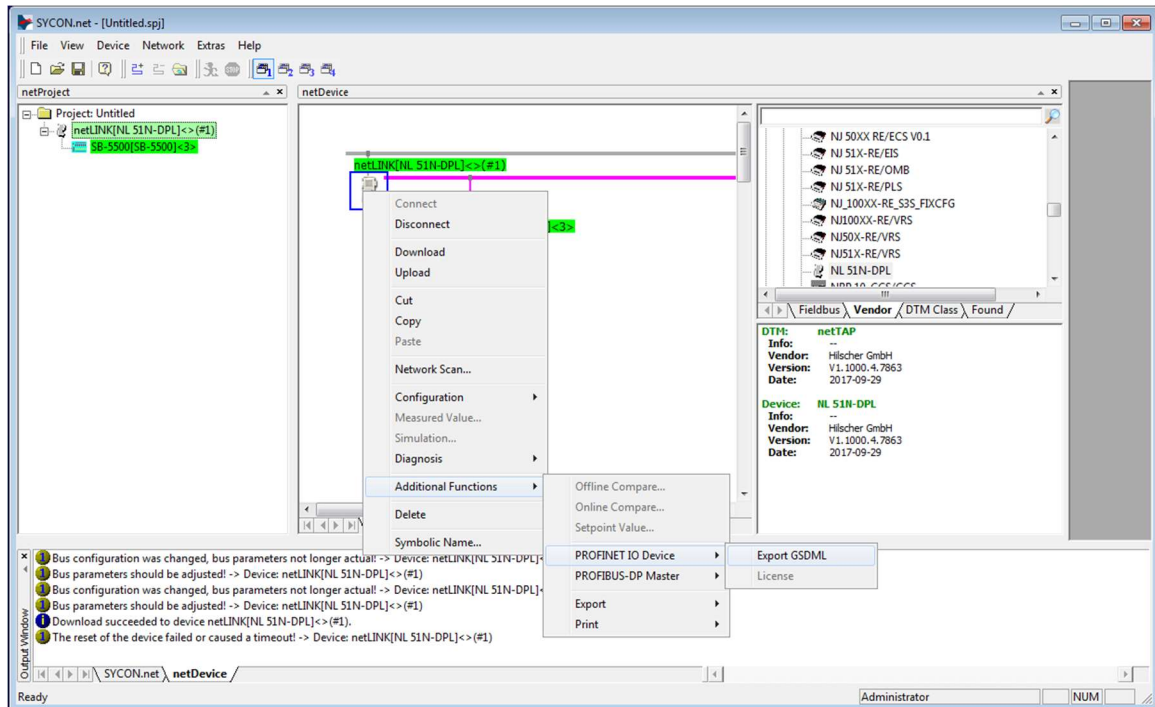 SYCON.net - [Untitled.spj]
File View Device Network Extras Help
netProject
netDevice
Project: Untitled
netLINK[NL 51N-DPL]<>(#1)
SB-5500[SB-5500]<3>
netLINK[NL 51N-DPL]<>(#1)
]<3>
Connect
Disconnect
Download
Upload
Cut
Copy
Paste
Network Scan...
Configuration
Measured Value...
Simulation...
Diagnosis
Additional Functions
Delete
Symbolic Name...
Offline Compare...
Online Compare...
Setpoint Value...
PROFINET IO Device
PROFIBUS-DP Master
Export
Print
Export GSDML
License
NJ 50XX RE/ECS V0.1
NJ 51X-RE/EIS
NJ 51X-RE/OMB
NJ 51X-RE/PLS
NJ_100XX-RE_S3S_FIXCFG
NJ100XX-RE/VRS
NJ50X-RE/VRS
NJ51X-RE/VRS
NL 51N-DPL
Fieldbus Vendor DTM Class Found
DTM: netTAP
Info: --
Vendor: Hilscher GmbH
Version: V1.1000.4.7863
Date: 2017-09-29
Device: NL 51N-DPL
Info: --
Vendor: Hilscher GmbH
Version: V1.1000.4.7863
Date: 2017-09-29
Bus configuration was changed, bus parameters not longer actual! -> Device: netLINK[NL 51N-DPL]<
Bus parameters should be adjusted! -> Device: netLINK[NL 51N-DPL]<>(#1)
Bus configuration was changed, bus parameters not longer actual! -> Device: netLINK[NL 51N-DPL]<
Bus parameters should be adjusted! -> Device: netLINK[NL 51N-DPL]<>(#1)
Download succeeded to device netLINK[NL 51N-DPL]<>(#1).
The reset of the device failed or caused a timeout! -> Device: netLINK[NL 51N-DPL]<>(#1)
Output Window
SYCON.net netDevice
Ready
Administrator
NUM